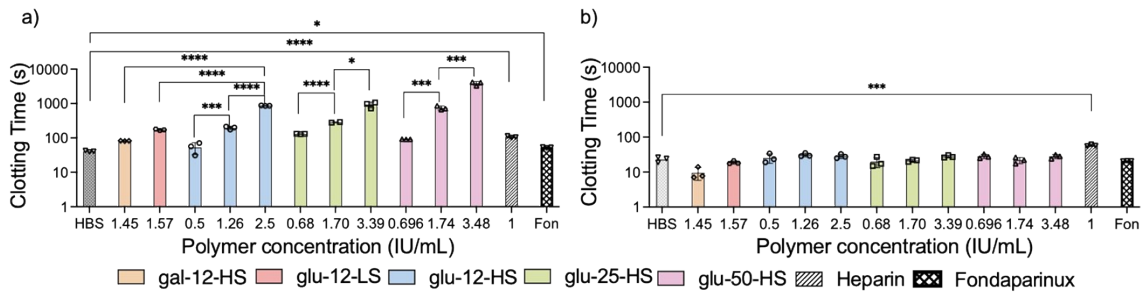 a)
*
****
****
****
****
***
****
*
***
***
Clotting Time (s)
10000
1000
100
10
1
HBS 1.45 1.57 0.5 1.26 2.5 0.68 1.70 3.39 0.696 1.74 3.48 1 Fon
Polymer concentration (IU/mL)
b)
***
Clotting Time (s)
10000
1000
100
10
1
HBS 1.45 1.57 0.5 1.26 2.5 0.68 1.70 3.39 0.696 1.74 3.48 1 Fon
Polymer concentration (IU/mL)
gal-12-HS glu-12-LS glu-12-HS glu-25-HS glu-50-HS Heparin Fondaparinux